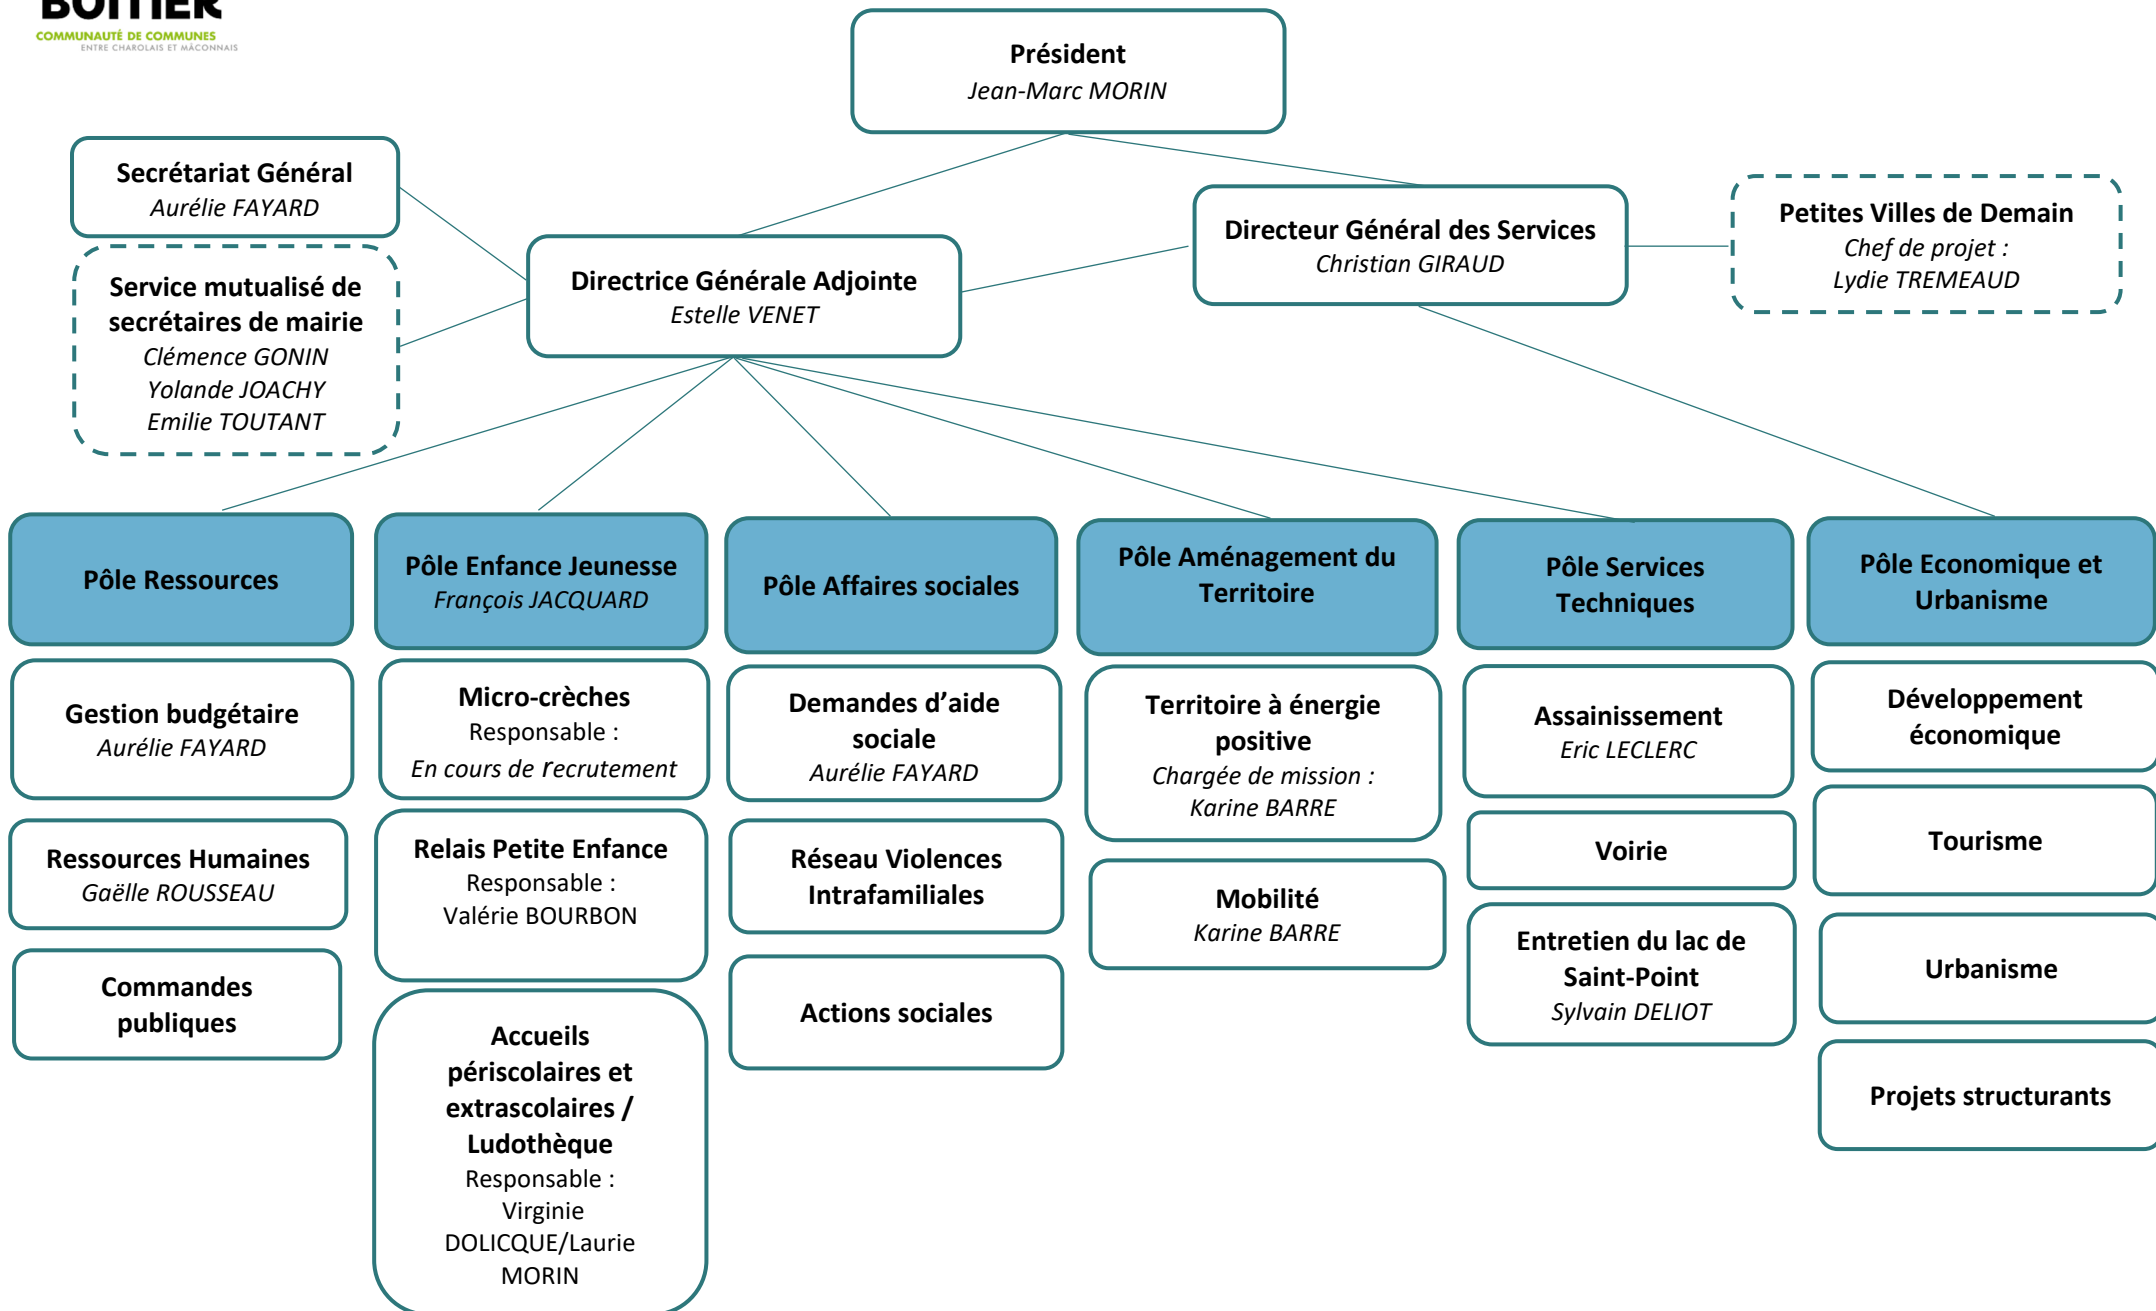 COMMUNAUTÉ DE COMMUNES
ENTRE CHAROLAIS ET MÂCONNAIS
Président
Jean-Marc MORIN
Secrétariat Général
Aurélie FAYARD
Service mutualisé de
secrétaires de mairie
Clémence GONIN
Yolande JOACHY
Emilie TOUTANT
Directrice Générale Adjointe
Estelle VENET
Directeur Général des Services
Christian GIRAUD
Petites Villes de Demain
Chef de projet :
Lydie TREMEAUD
Pôle Ressources
Gestion budgétaire
Aurélie FAYARD
Ressources Humaines
Gaëlle ROUSSEAU
Commandes
publiques
Pôle Enfance Jeunesse
François JACQUARD
Micro-crèches
Responsable :
En cours de recrutement
Relais Petite Enfance
Responsable :
Valérie BOURBON
Accueils
périscolaires et
extrascolaires /
Ludothèque
Responsable :
Virginie
DOLICQUE/Laurie
MORIN
Pôle Affaires sociales
Demandes d’aide
sociale
Aurélie FAYARD
Réseau Violences
Intrafamiliales
Actions sociales
Pôle Aménagement du
Territoire
Territoire à énergie
positive
Chargée de mission :
Karine BARRE
Mobilité
Karine BARRE
Pôle Services
Techniques
Assainissement
Eric LECLERC
Voirie
Entretien du lac de
Saint-Point
Sylvain DELIOT
Pôle Economique et
Urbanisme
Développement
économique
Tourisme
Urbanisme
Projets structurants